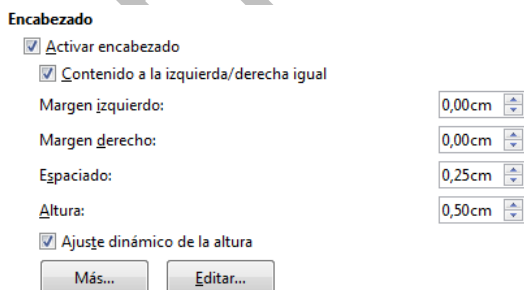 Encabezado
Activar encabezado
Contenido a la izquierda/derecha igual
Margen izquierdo: 0,00cm
Margen derecho: 0,00cm
Espaciado: 0,25cm
Altura: 0,50cm
Ajuste dinámico de la altura
Más... Editar...